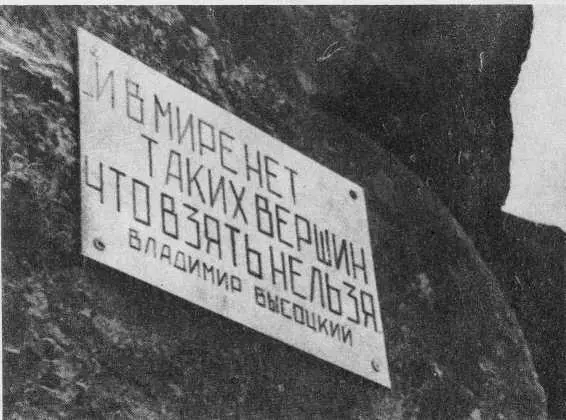 ...И В МИРЕ НЕТ
ТАКИХ ВЕРШИН
ЧТО ВЗЯТЬ НЕЛЬЗЯ
ВЛАДИМИР ВЫСОЦКИЙ